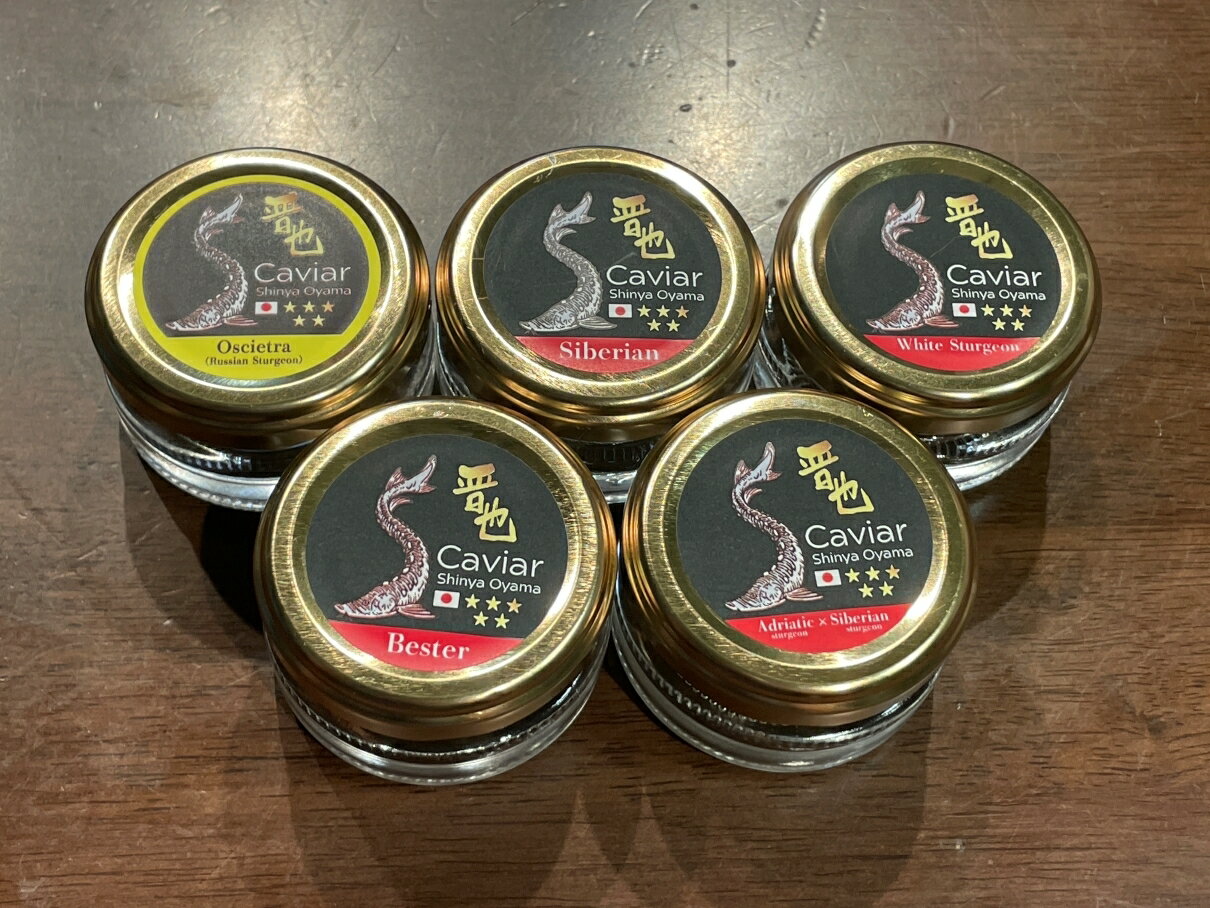 晋也
Caviar
Shinya Oyama
Oscietra
(Russian Sturgeon)
晋也
Caviar
Shinya Oyama
Siberian
晋也
Caviar
Shinya Oyama
White Sturgeon
晋也
Caviar
Shinya Oyama
Bester
晋也
Caviar
Shinya Oyama
Adriatic × Siberian
sturgeon sturgeon